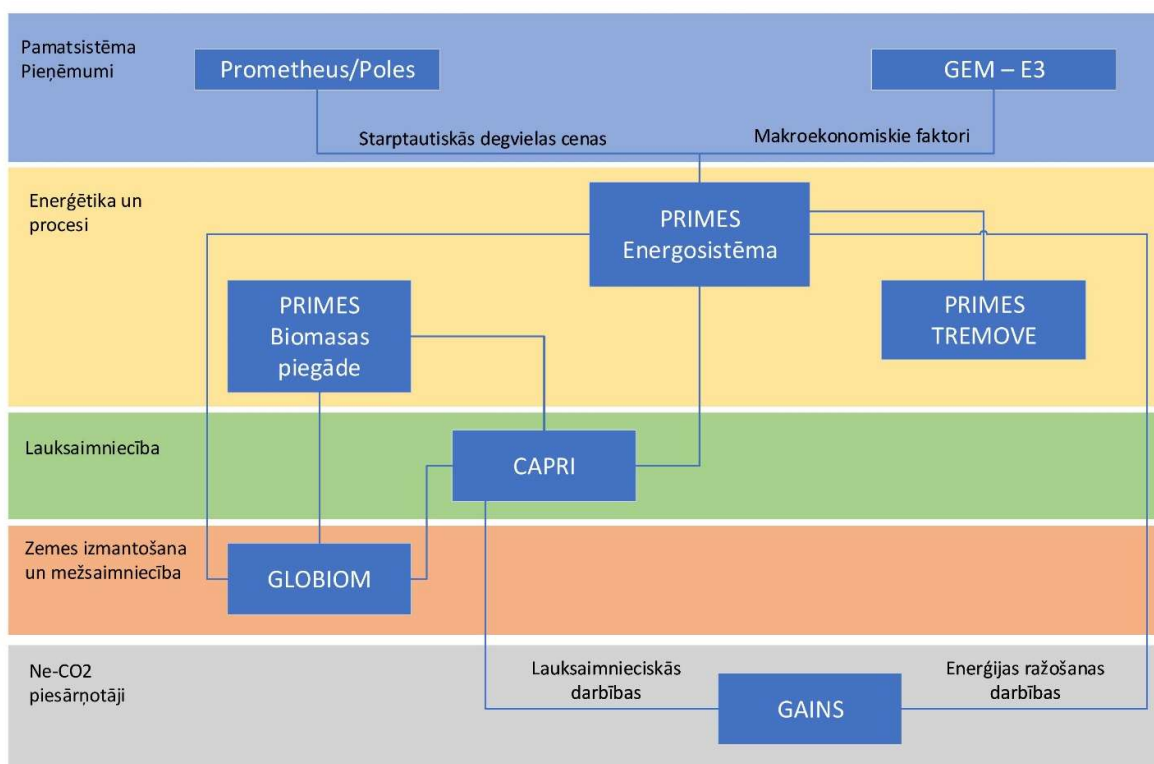 Pamatsistēma
Pieņēmumi
Prometheus/Poles
GEM – E3
Starptautiskās degvielas cenas
Makroekonomiskie faktori
Enerģētika un
procesi
PRIMES
Energosistēma
PRIMES
Biomasas
piegāde
PRIMES
TREMOVE
Lauksaimniecība
CAPRI
Zemes izmantošana
un mežsaimniecība
GLOBIOM
Ne-CO2
piesārņotāji
Lauksaimnieciskās
darbības
GAINS
Enerģijas ražošanas
darbības